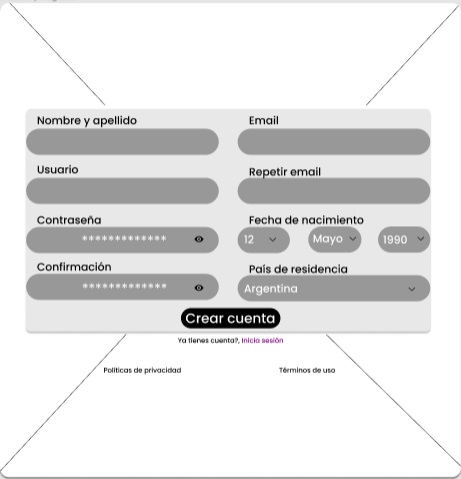 Nombre y apellido
Email
Usuario
Repetir email
Contraseña
*************
Fecha de nacimiento
12
Mayo
1990
Confirmación
*************
País de residencia
Argentina
Crear cuenta
Ya tienes cuenta?, Inicia sesión
Políticas de privacidad
Términos de uso